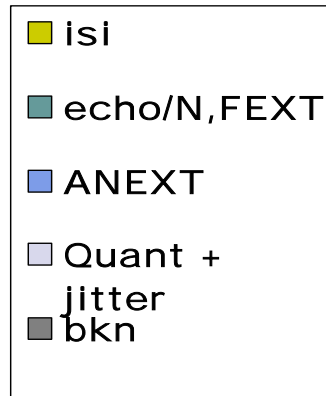 isi
echo/N,FEXT
ANEXT
Quant +
jitter
bkn